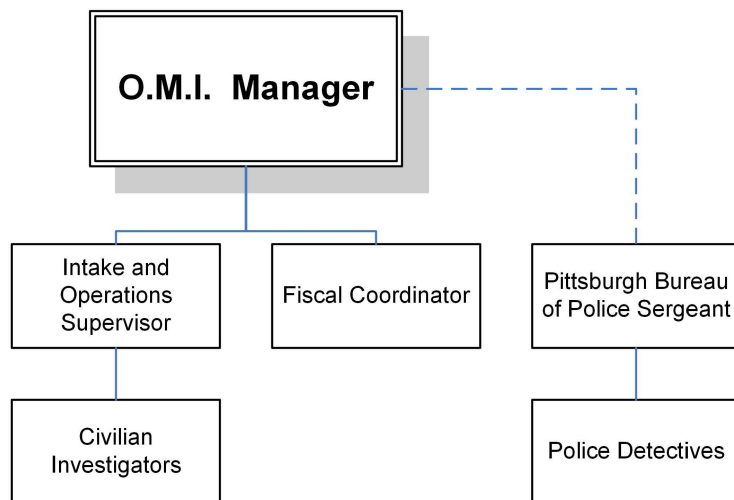 O.M.I. Manager
Intake and
Operations
Supervisor
Fiscal Coordinator
Pittsburgh Bureau
of Police Sergeant
Civilian
Investigators
Police Detectives